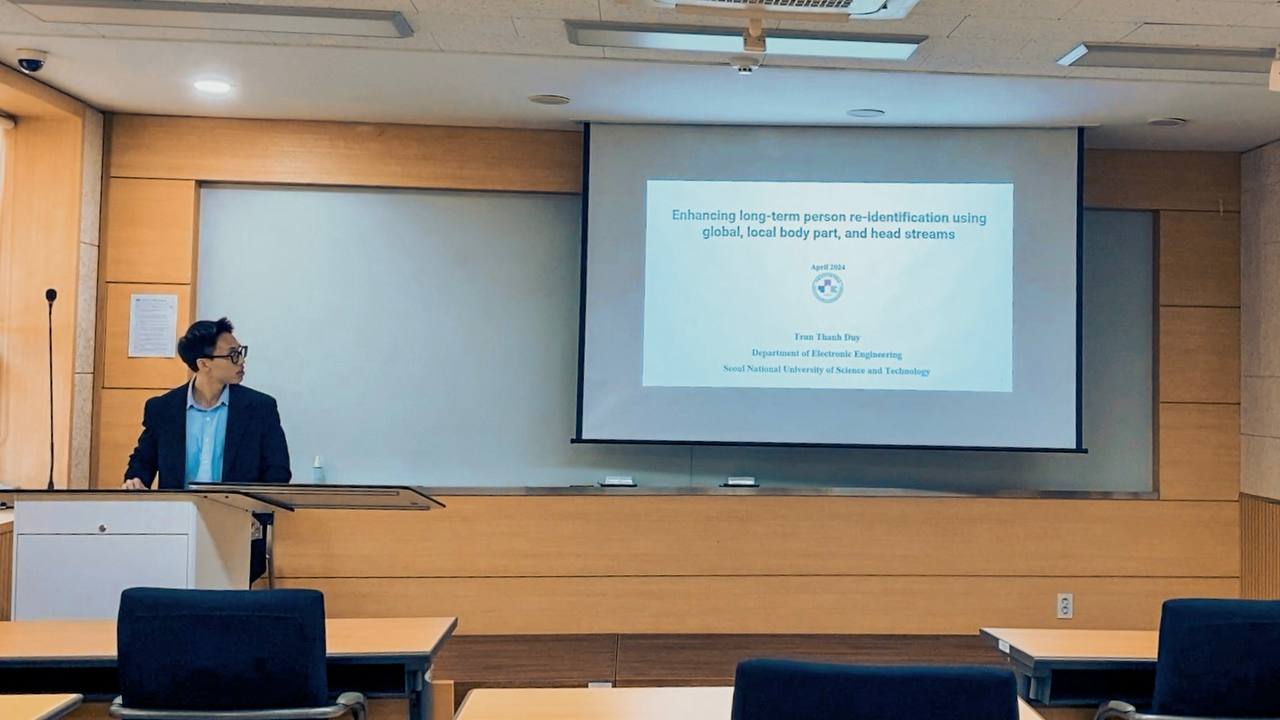 Enhancing long-term person re-identification using
global, local body part, and head streams
April 2024
Tran Thanh Duy
Department of Electronic Engineering
Seoul National University of Science and Technology